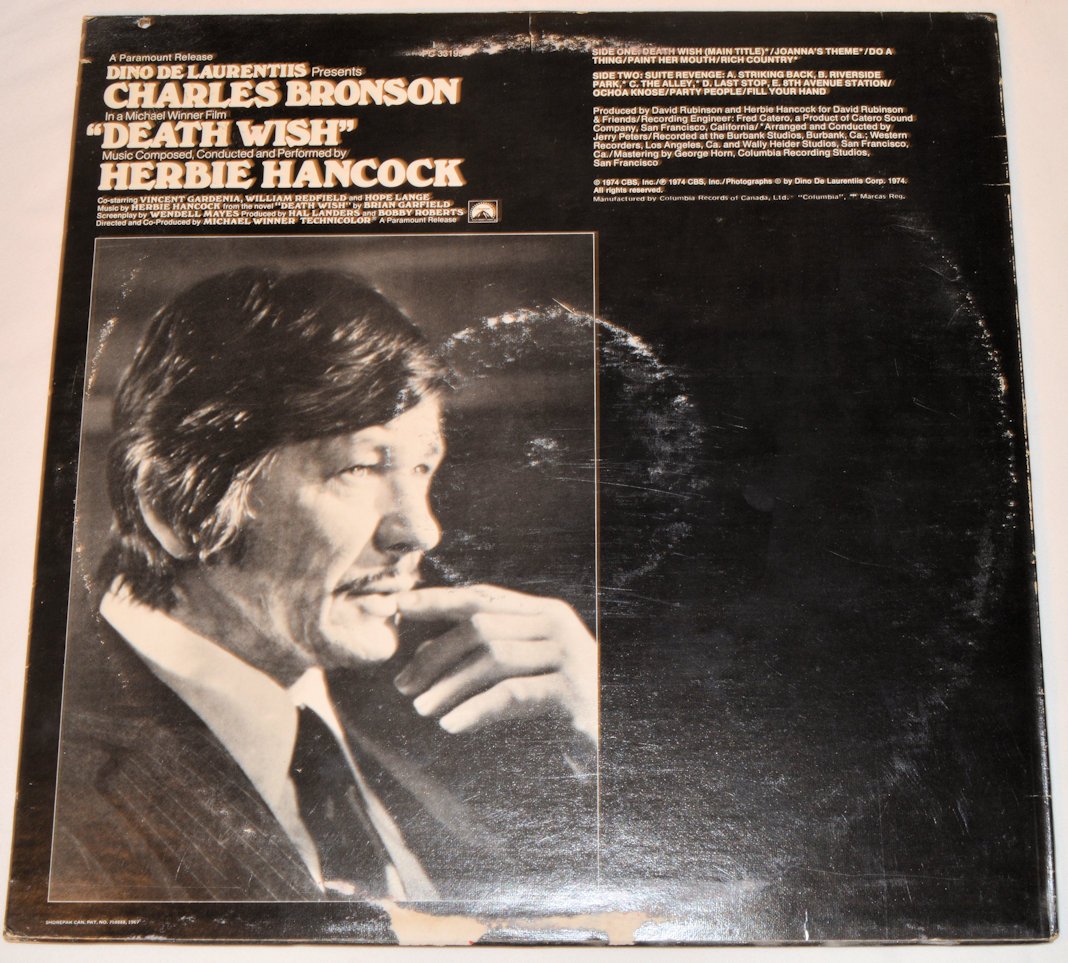 A Paramount Release
DINO DE LAURENTIIS Presents
CHARLES BRONSON
In a Michael Winner Film
"DEATH WISH"
Music Composed, Conducted and Performed by
HERBIE HANCOCK
Co-starring VINCENT GARDENIA, WILLIAM REDFIELD and HOPE LANGE
Music by HERBIE HANCOCK from the novel "DEATH WISH" by BRIAN GARFIELD
Screenplay by WENDELL MAYES Produced by HAL LANDERS and BOBBY ROBERTS
Directed and Co-Produced by MICHAEL WINNER TECHNICOLOR® A Paramount Release
PC 33199
SIDE ONE: DEATH WISH (MAIN TITLE)*/JOANNA'S THEME*/DO A
THING/PAINT HER MOUTH/RICH COUNTRY*
SIDE TWO: SUITE REVENGE: A. STRIKING BACK, B. RIVERSIDE
PARK,* C. THE ALLEY,* D. LAST STOP, E. 8TH AVENUE STATION/
OCHOA KNOSE/PARTY PEOPLE/FILL YOUR HAND
Produced by David Rubinson and Herbie Hancock for David Rubinson
& Friends/Recording Engineer: Fred Catero, a Product of Catero Sound
Company, San Francisco, California/*Arranged and Conducted by
Jerry Peters/Recorded at the Burbank Studios, Burbank, Ca.; Western
Recorders, Los Angeles, Ca. and Wally Heider Studios, San Francisco,
Ca./Mastering by George Horn, Columbia Recording Studios,
San Francisco
© 1974 CBS, Inc./℗ 1974 CBS, Inc./Photographs © by Dino De Laurentiis Corp. 1974.
All rights reserved.
Manufactured by Columbia Records of Canada, Ltd. "Columbia", Marcas Reg.
SHOREPAK CAN. PAT. NO. 1967